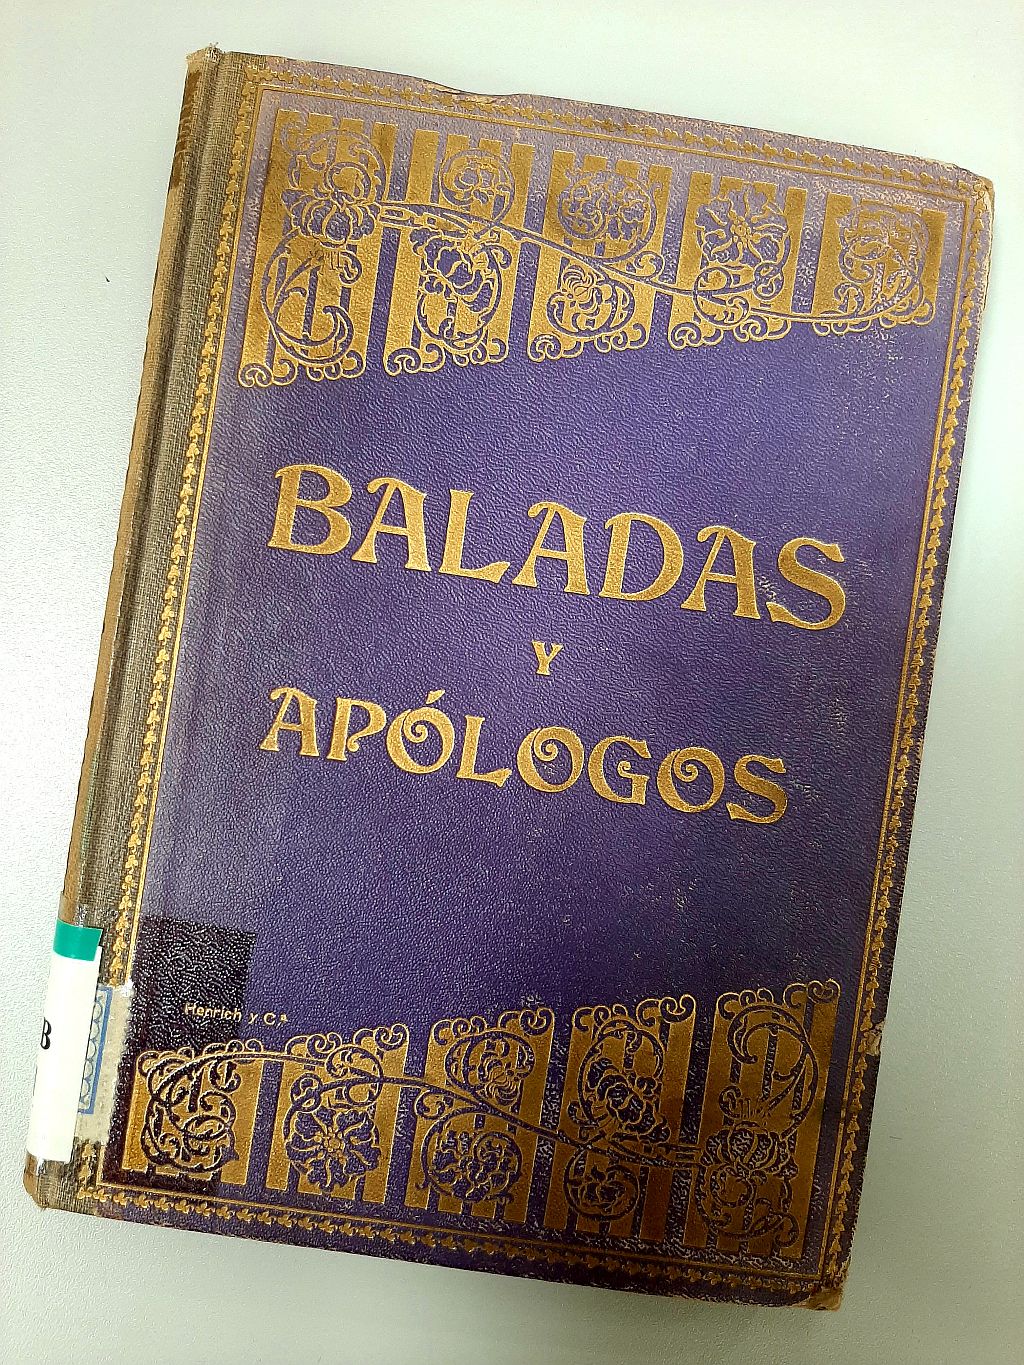 BALADAS
Y
APÓLOGOS
Henrich y Cª
B